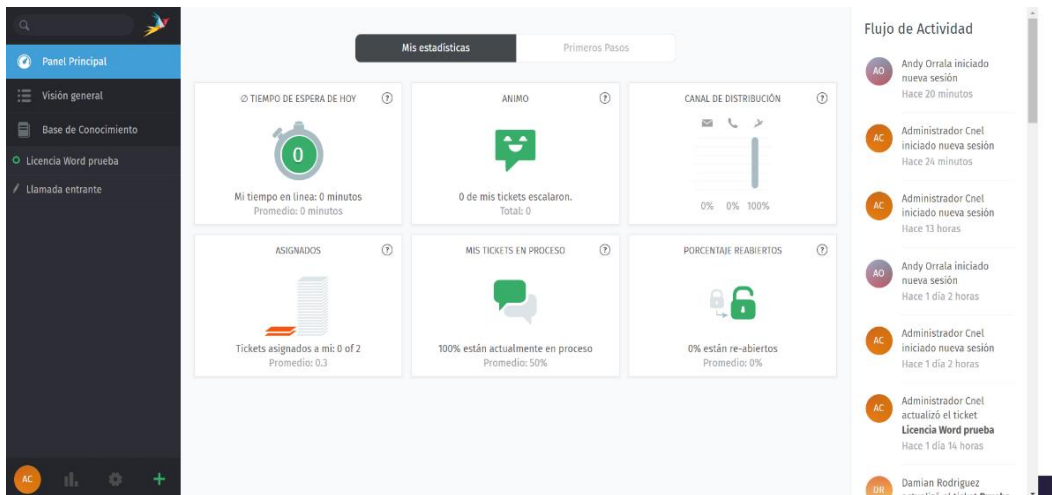 Panel Principal
Visión general
Base de Conocimiento
Licencia Word prueba
Llamada entrante
AC
Mis estadísticas
Primeros Pasos
∅ TIEMPO DE ESPERA DE HOY
?
0
Mi tiempo en linea: 0 minutos
Promedio: 0 minutos
ANIMO
?
0 de mis tickets escalaron.
Total: 0
CANAL DE DISTRIBUCIÓN
?
0% 0% 100%
ASIGNADOS
?
Tickets asignados a mi: 0 of 2
Promedio: 0.3
MIS TICKETS EN PROCESO
?
100% están actualmente en proceso
Promedio: 50%
PORCENTAJE REABIERTOS
?
0% están re-abiertos
Promedio: 0%
Flujo de Actividad
AO
Andy Orrala iniciado
nueva sesión
Hace 20 minutos
AC
Administrador Cnel
iniciado nueva sesión
Hace 24 minutos
AC
Administrador Cnel
iniciado nueva sesión
Hace 13 horas
AO
Andy Orrala iniciado
nueva sesión
Hace 1 día 2 horas
AC
Administrador Cnel
iniciado nueva sesión
Hace 1 día 2 horas
AC
Administrador Cnel
actualizó el ticket
Licencia Word prueba
Hace 1 día 14 horas
DR
Damian Rodriguez